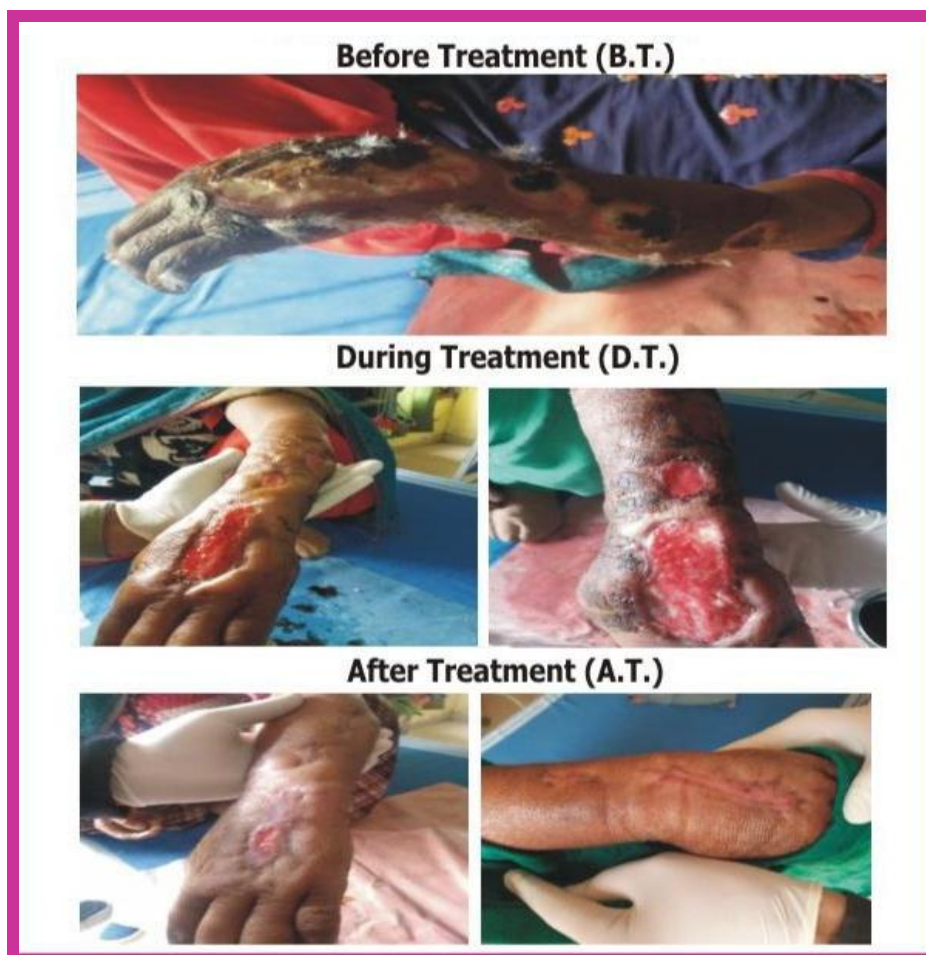 Before Treatment (B.T.)
During Treatment (D.T.)
After Treatment (A.T.)